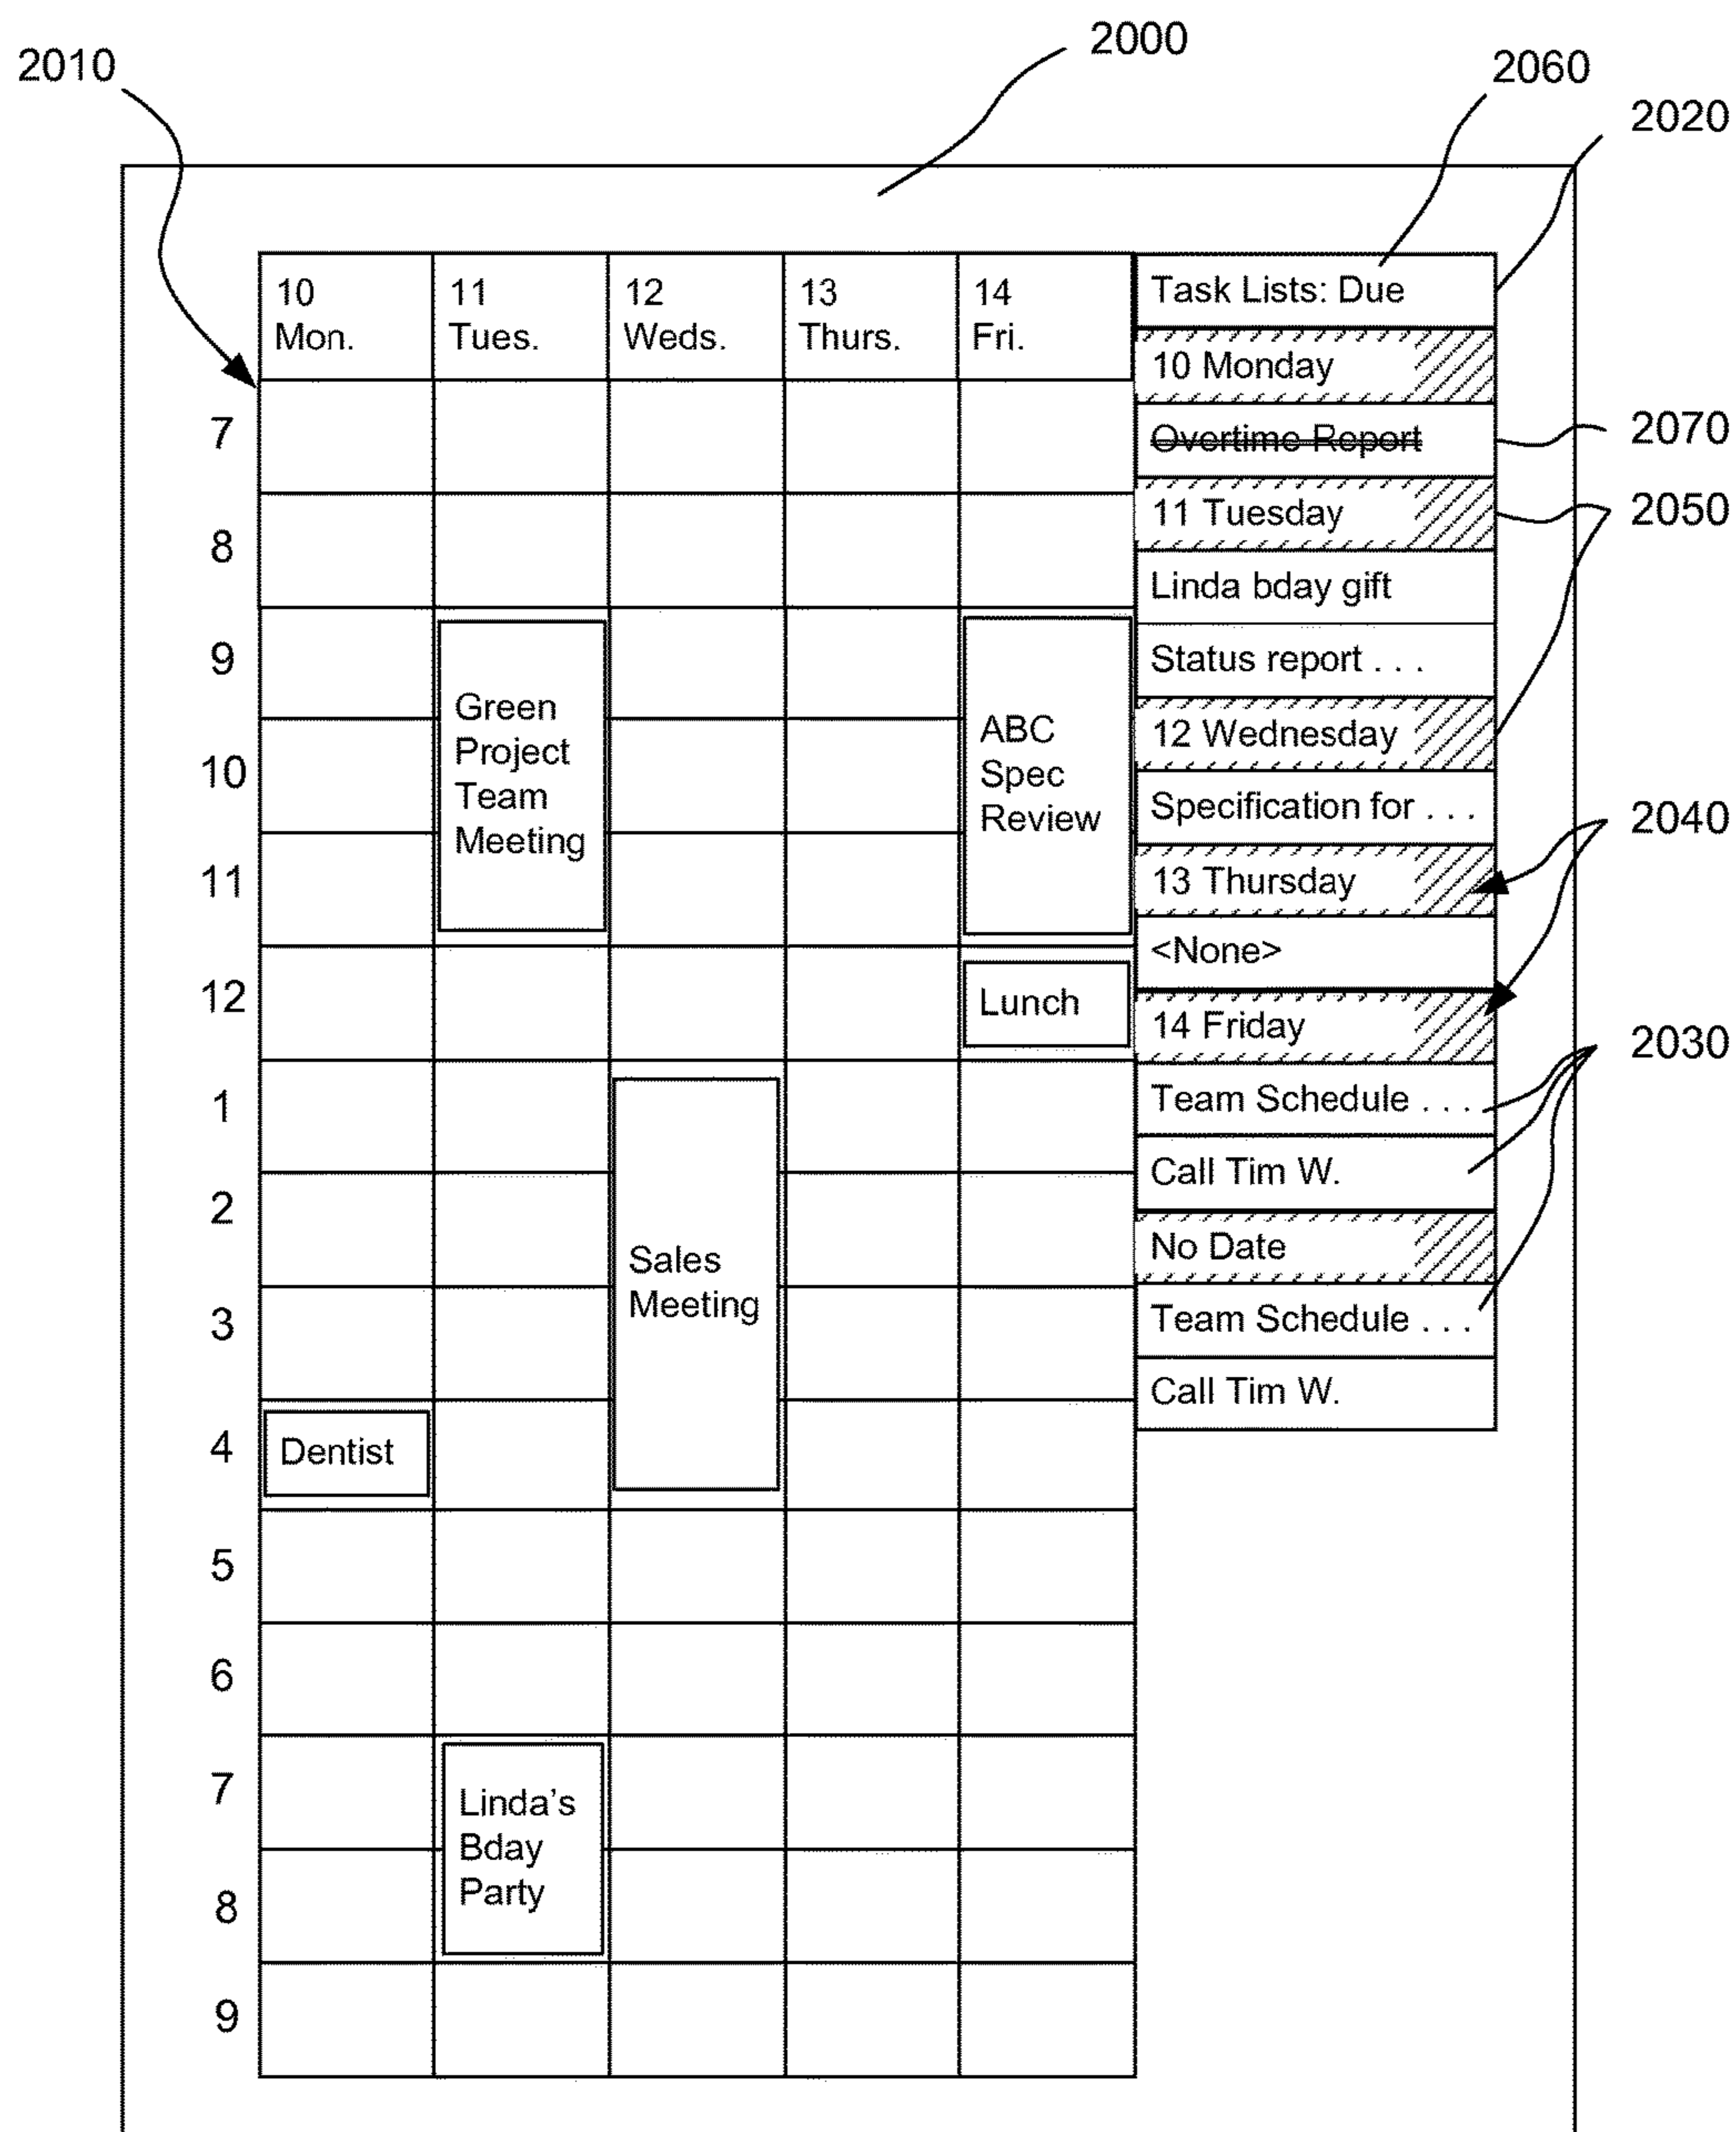 2000
2010
2060
2020
10
Mon.
11
Tues.
12
Weds.
13
Thurs.
14
Fri.
Task Lists: Due
10 Monday
7
Overtime Report
2070
11 Tuesday
2050
8
Linda bday gift
9
Status report . . .
Green
Project
Team
Meeting
ABC
Spec
Review
12 Wednesday
10
Specification for . . .
2040
11
13 Thursday
<None>
12
Lunch
14 Friday
2030
1
Team Schedule . . .
Call Tim W.
2
No Date
Sales
Meeting
3
Team Schedule . . .
Call Tim W.
4
Dentist
5
6
7
Linda's
Bday
Party
8
9